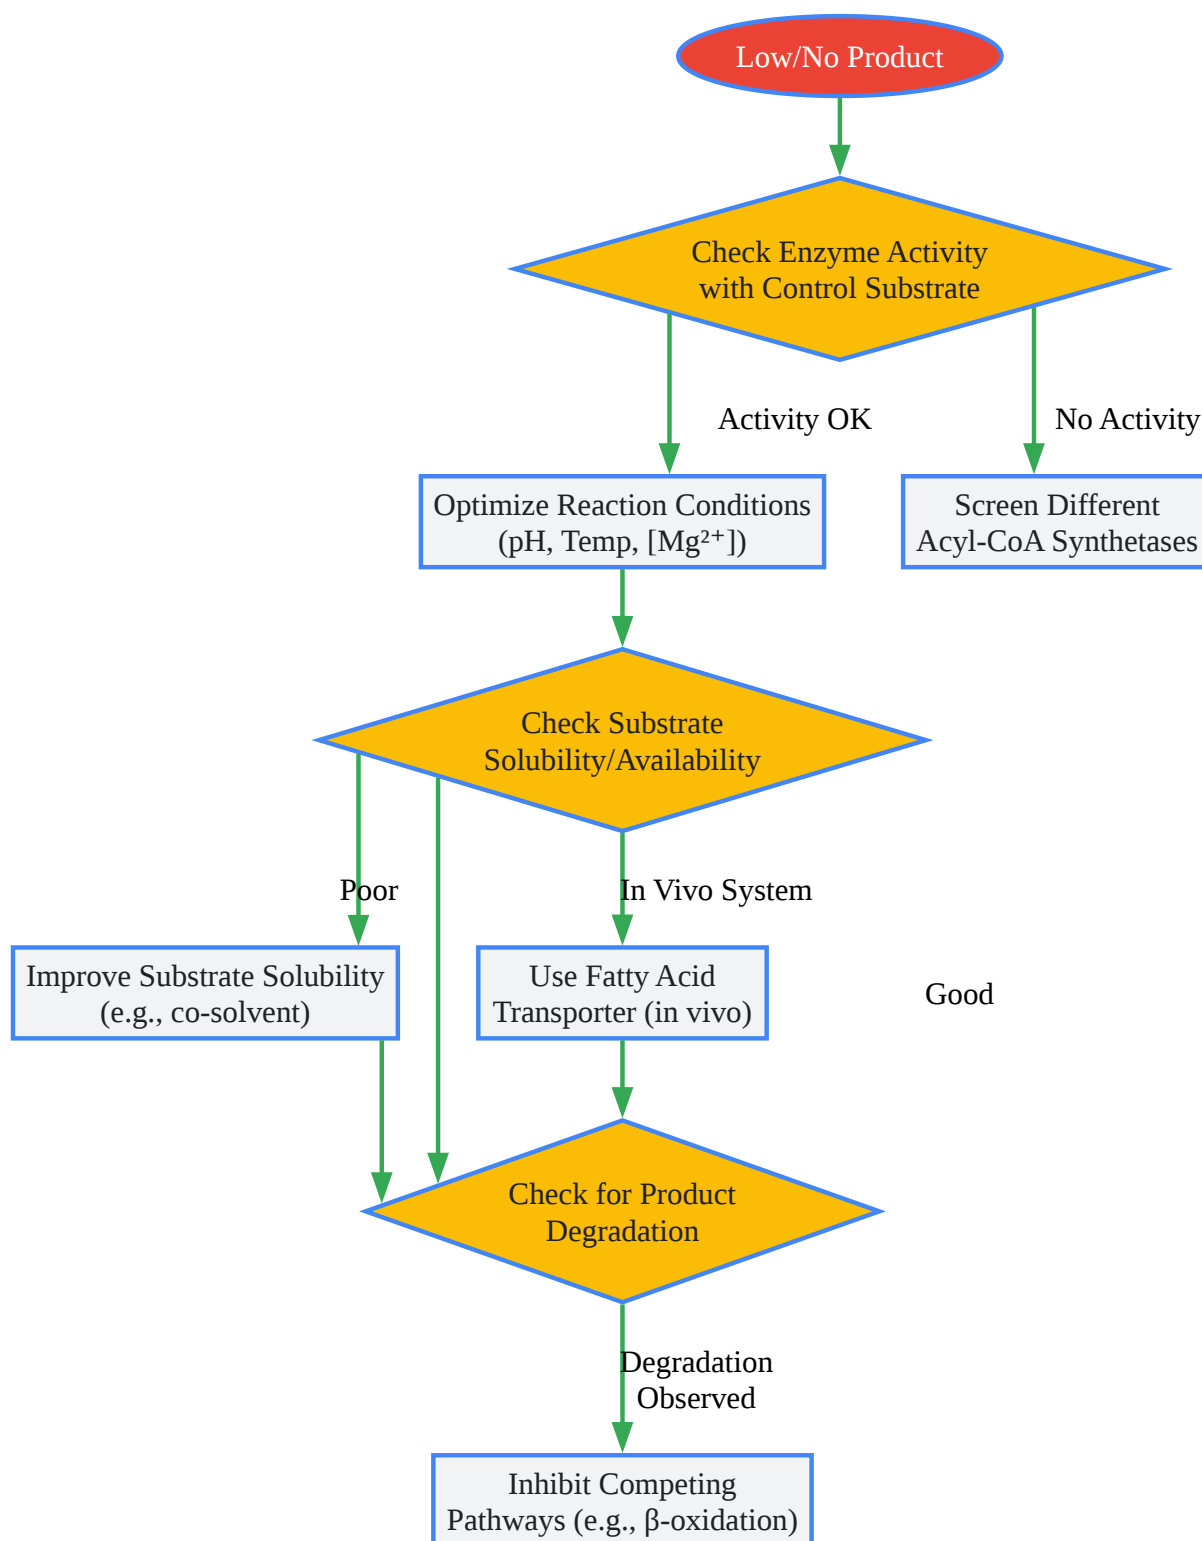 Low/No Product
Check Enzyme Activity
with Control Substrate
Activity OK
No Activity
Optimize Reaction Conditions
(pH, Temp, [Mg²⁺])
Screen Different
Acyl-CoA Synthetases
Check Substrate
Solubility/Availability
Poor
In Vivo System
Improve Substrate Solubility
(e.g., co-solvent)
Use Fatty Acid
Transporter (in vivo)
Good
Check for Product
Degradation
Degradation
Observed
Inhibit Competing
Pathways (e.g., β-oxidation)